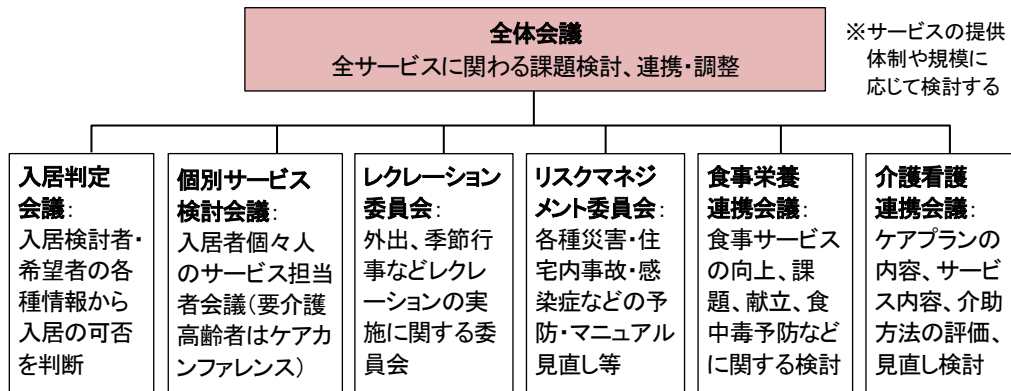 全体会議
全サービスに関わる課題検討、連携・調整
※サービスの提供
体制や規模に
応じて検討する
入居判定
会議:
入居検討者・
希望者の各
種情報から
入居の可否
を判断
個別サービス
検討会議:
入居者個々人
のサービス担当
者会議(要介護
高齢者はケアカ
ンファレンス)
レクレーション
委員会:
外出、季節行
事などレクレ
ーションの実
施に関する委
員会
リスクマネジ
メント委員会:
各種災害・住
宅内事故・感
染症などの予
防・マニュアル
見直し等
食事栄養
連携会議:
食事サービス
の向上、課
題、献立、食
中毒予防など
に関する検討
介護看護
連携会議:
ケアプランの
内容、サービ
ス内容、介助
方法の評価、
見直し検討